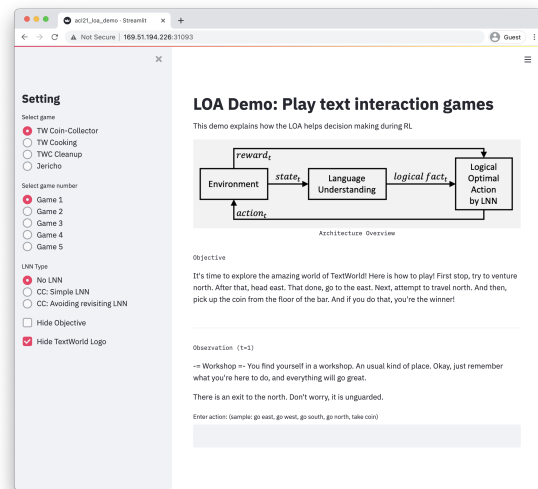 acl21_loa_demo · Streamlit
Not Secure | 169.51.194.226:31093
Guest
Setting
Select game
TW Coin-Collector
TW Cooking
TWC Cleanup
Jericho
Select game number
Game 1
Game 2
Game 3
Game 4
Game 5
LNN Type
No LNN
CC: Simple LNN
CC: Avoiding revisiting LNN
Hide Objective
Hide TextWorld Logo
LOA Demo: Play text interaction games
This demo explains how the LOA helps decision making during RL
reward_t
Environment
state_t
Language
Understanding
logical fact_t
Logical
Optimal
Action
by LNN
action_t
Architecture Overview
Objective
It's time to explore the amazing world of TextWorld! Here is how to play! First stop, try to venture
north. After that, head east. That done, go to the east. Next, attempt to travel north. And then,
pick up the coin from the floor of the bar. And if you do that, you're the winner!
Observation (t=1)
-= Workshop =- You find yourself in a workshop. An usual kind of place. Okay, just remember
what you're here to do, and everything will go great.
There is an exit to the north. Don't worry, it is unguarded.
Enter action: (sample: go east, go west, go south, go north, take coin)